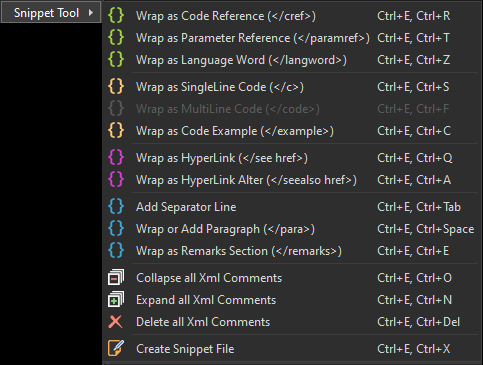 Snippet Tool
Wrap as Code Reference (</cref>) Ctrl+E, Ctrl+R
Wrap as Parameter Reference (</paramref>) Ctrl+E, Ctrl+T
Wrap as Language Word (</langword>) Ctrl+E, Ctrl+Z
Wrap as SingleLine Code (</c>) Ctrl+E, Ctrl+S
Wrap as MultiLine Code (</code>) Ctrl+E, Ctrl+F
Wrap as Code Example (</example>) Ctrl+E, Ctrl+C
Wrap as HyperLink (</see href>) Ctrl+E, Ctrl+Q
Wrap as HyperLink Alter (</seealso href>) Ctrl+E, Ctrl+A
Add Separator Line Ctrl+E, Ctrl+Tab
Wrap or Add Paragraph (</para>) Ctrl+E, Ctrl+Space
Wrap as Remarks Section (</remarks>) Ctrl+E, Ctrl+E
Collapse all Xml Comments Ctrl+E, Ctrl+O
Expand all Xml Comments Ctrl+E, Ctrl+N
Delete all Xml Comments Ctrl+E, Ctrl+Del
Create Snippet File Ctrl+E, Ctrl+X